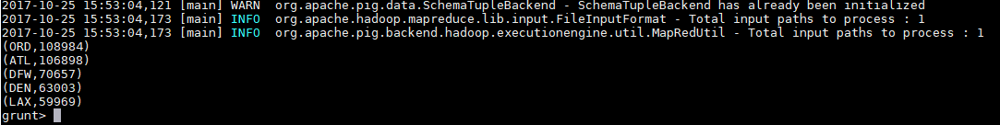 2017-10-25 15:53:04,121 [main] WARN  org.apache.pig.data.SchemaTupleBackend - SchemaTupleBackend has already been initialized
2017-10-25 15:53:04,173 [main] INFO  org.apache.hadoop.mapreduce.lib.input.FileInputFormat - Total input paths to process : 1
2017-10-25 15:53:04,173 [main] INFO  org.apache.pig.backend.hadoop.executionengine.util.MapRedUtil - Total input paths to process : 1
(ORD,108984)
(ATL,106898)
(DFW,70657)
(DEN,63003)
(LAX,59969)
grunt>